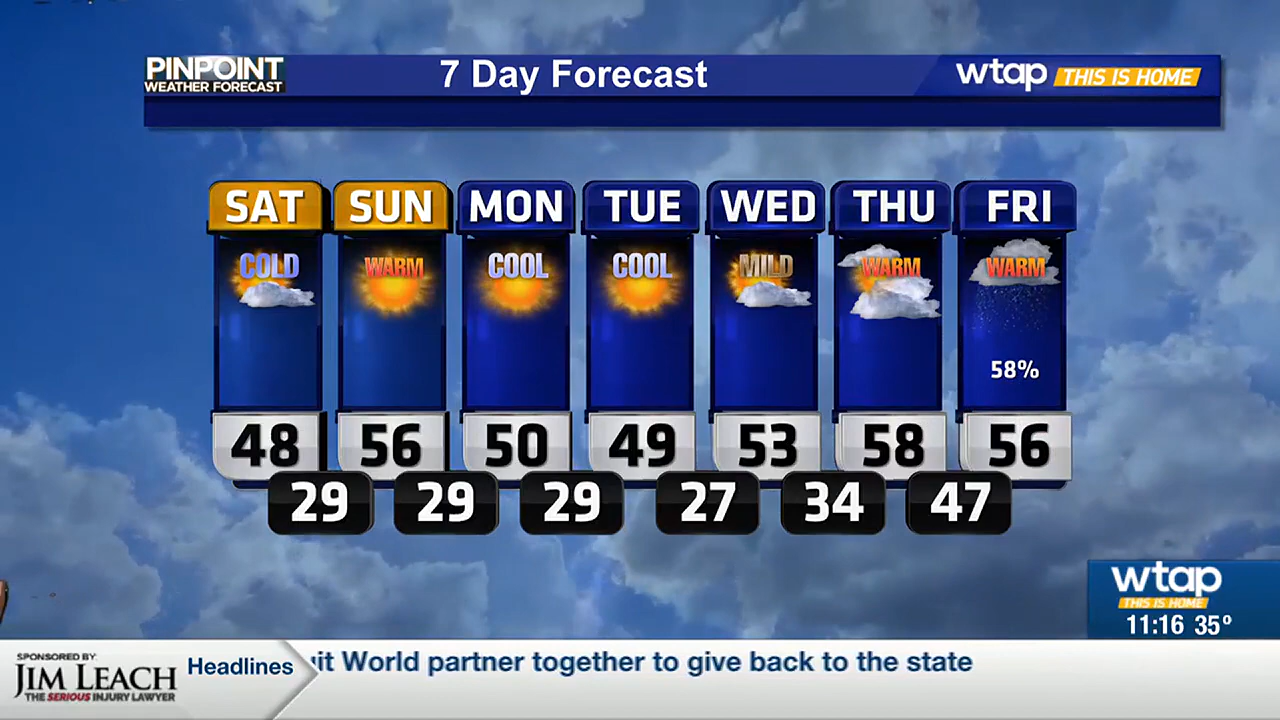 PINPOINT
WEATHER FORECAST
7 Day Forecast
wtap THIS IS HOME
SAT SUN MON TUE WED THU FRI
COLD WARM COOL COOL MILD WARM WARM
58%
48 56 50 49 53 58 56
29 29 29 27 34 47
wtap
THIS IS HOME
11:16 35°
SPONSORED BY:
JIM LEACH
THE SERIOUS INJURY LAWYER
Headlines
World partner together to give back to the state